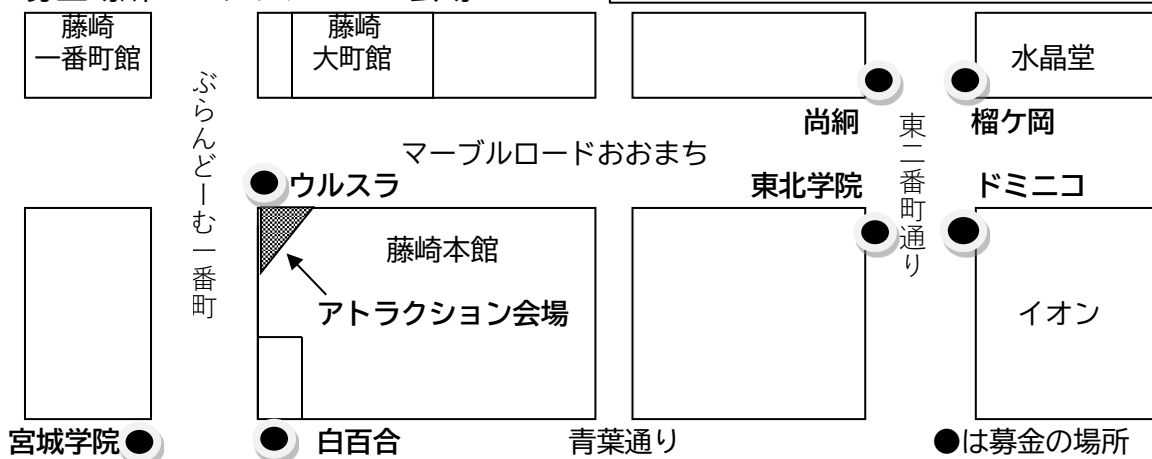 藤崎
一番町館
藤崎
大町館
水晶堂
ぶらんどーむ一番町
尚絅
東二番町通り
榴ケ岡
マーブルロードおおまち
ウルスラ
東北学院
ドミニコ
藤崎本館
アトラクション会場
イオン
宮城学院
白百合
青葉通り
●は募金の場所